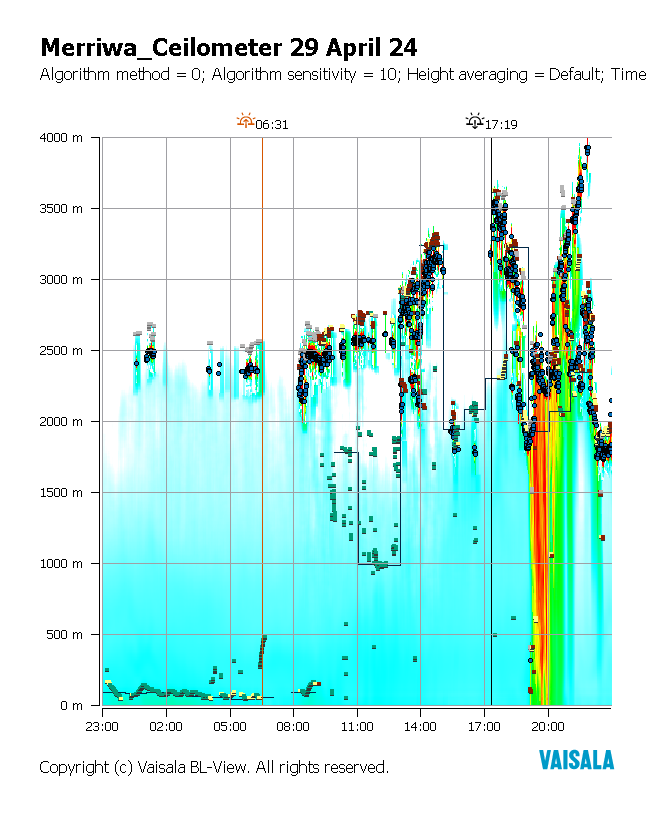 Merriwa_Ceilometer 29 April 24
Algorithm method = 0; Algorithm sensitivity = 10; Height averaging = Default; Time
06:31
17:19
4000 m
3500 m
3000 m
2500 m
2000 m
1500 m
1000 m
500 m
0 m
23:00 02:00 05:00 08:00 11:00 14:00 17:00 20:00
Copyright (c) Vaisala BL-View. All rights reserved.
VAISALA